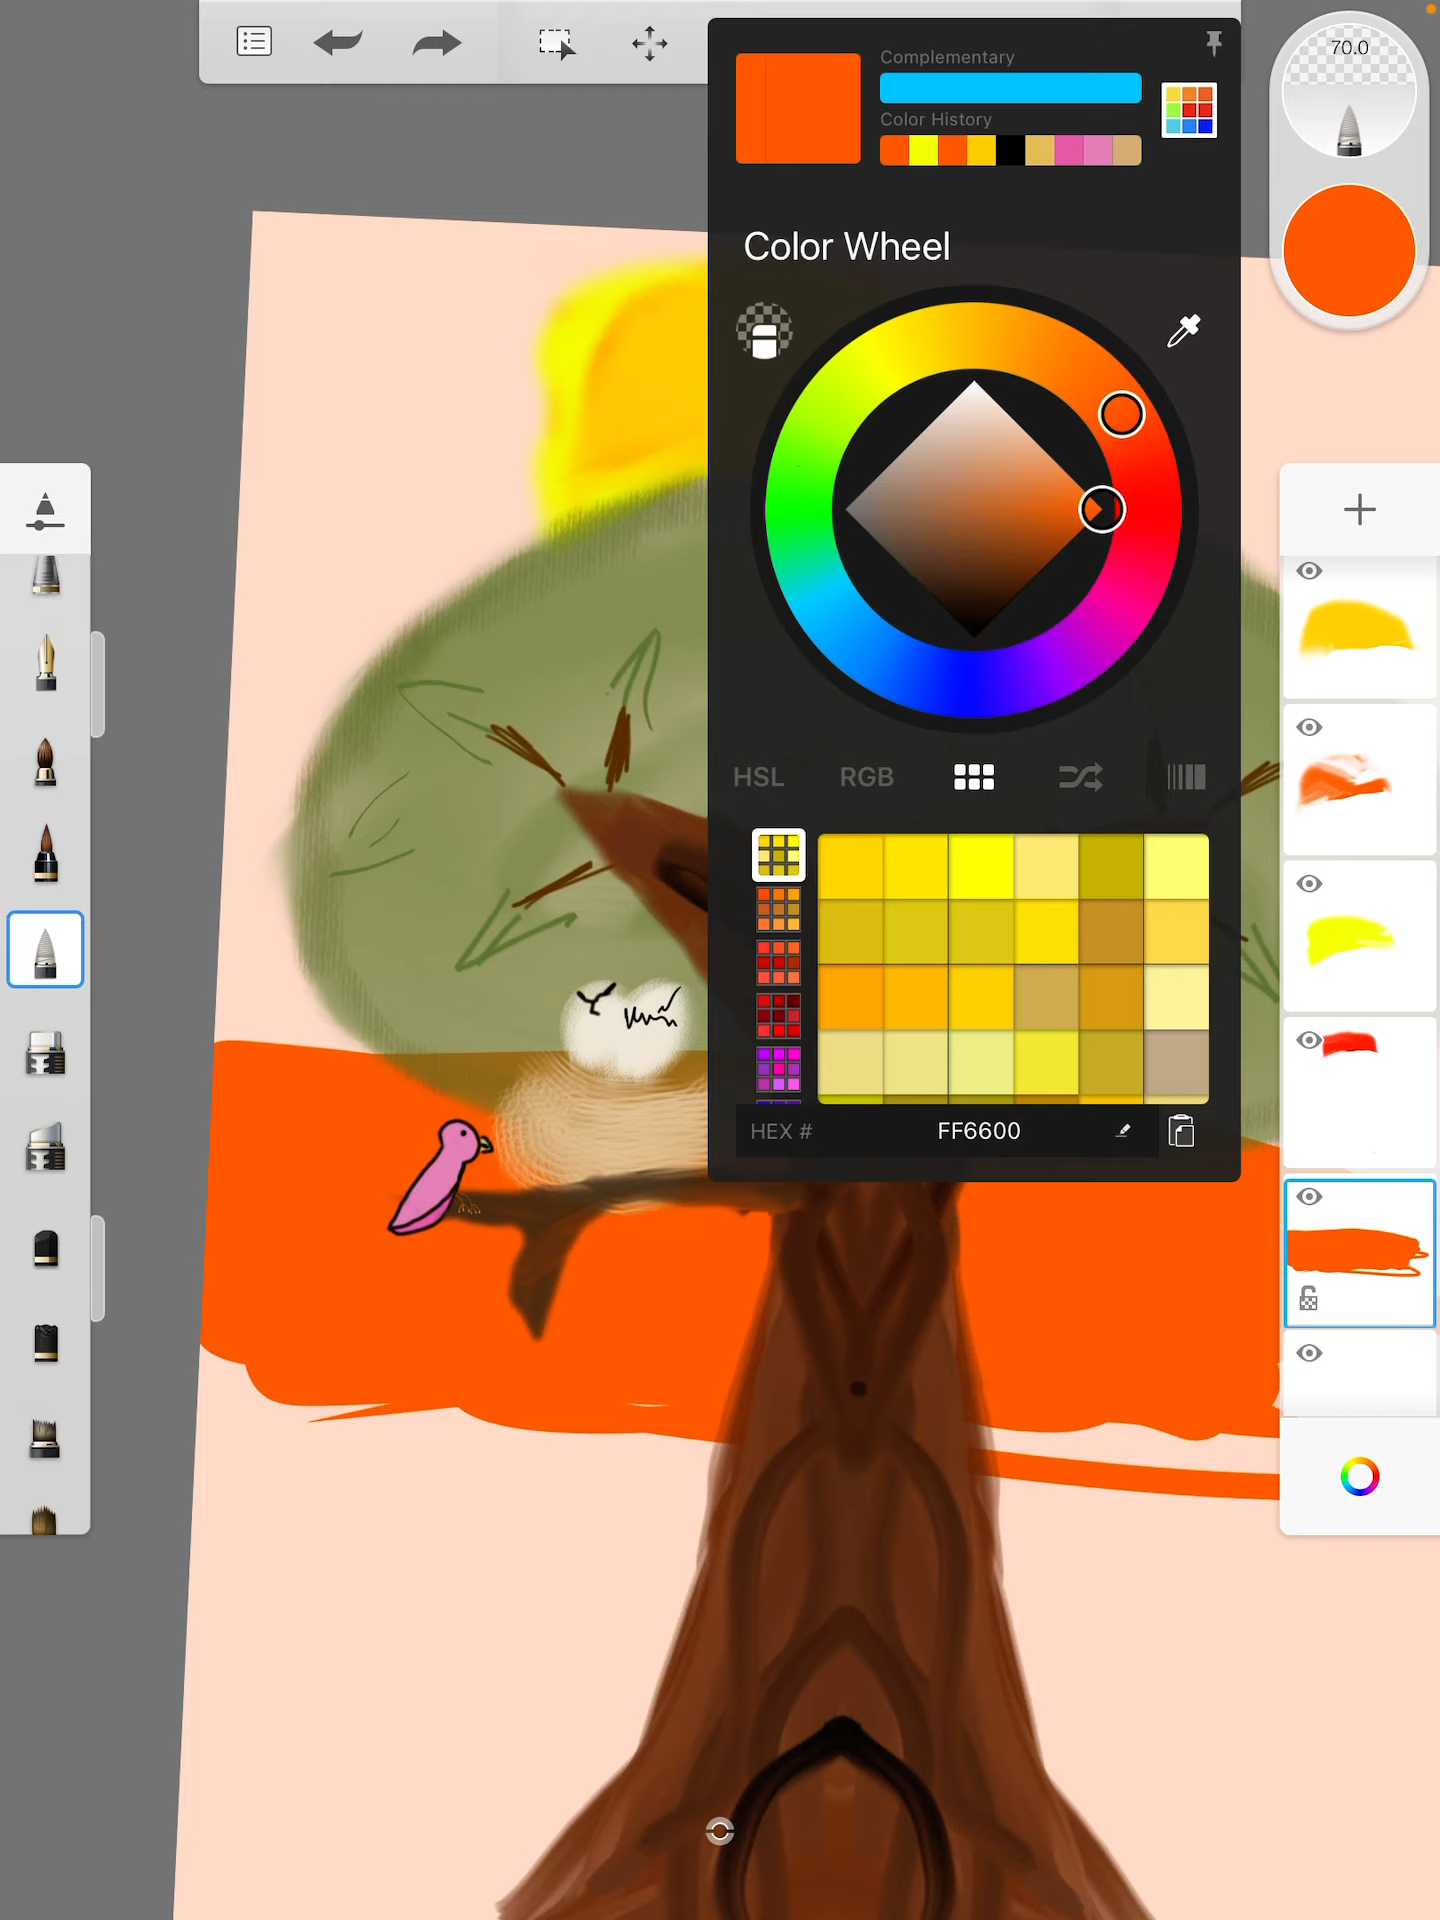 70.0
Complementary
Color History
Color Wheel
HSL RGB
HEX # FF6600